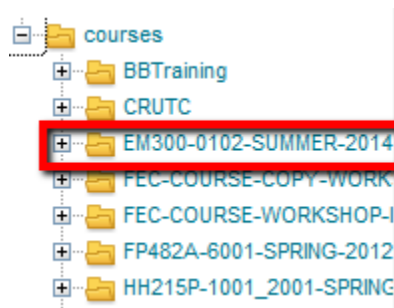 courses
BBTraining
CRUTC
EM300-0102-SUMMER-2014
FEC-COURSE-COPY-WORK
FEC-COURSE-WORKSHOP-I
FP482A-6001-SPRING-2012
HH215P-1001_2001-SPRING